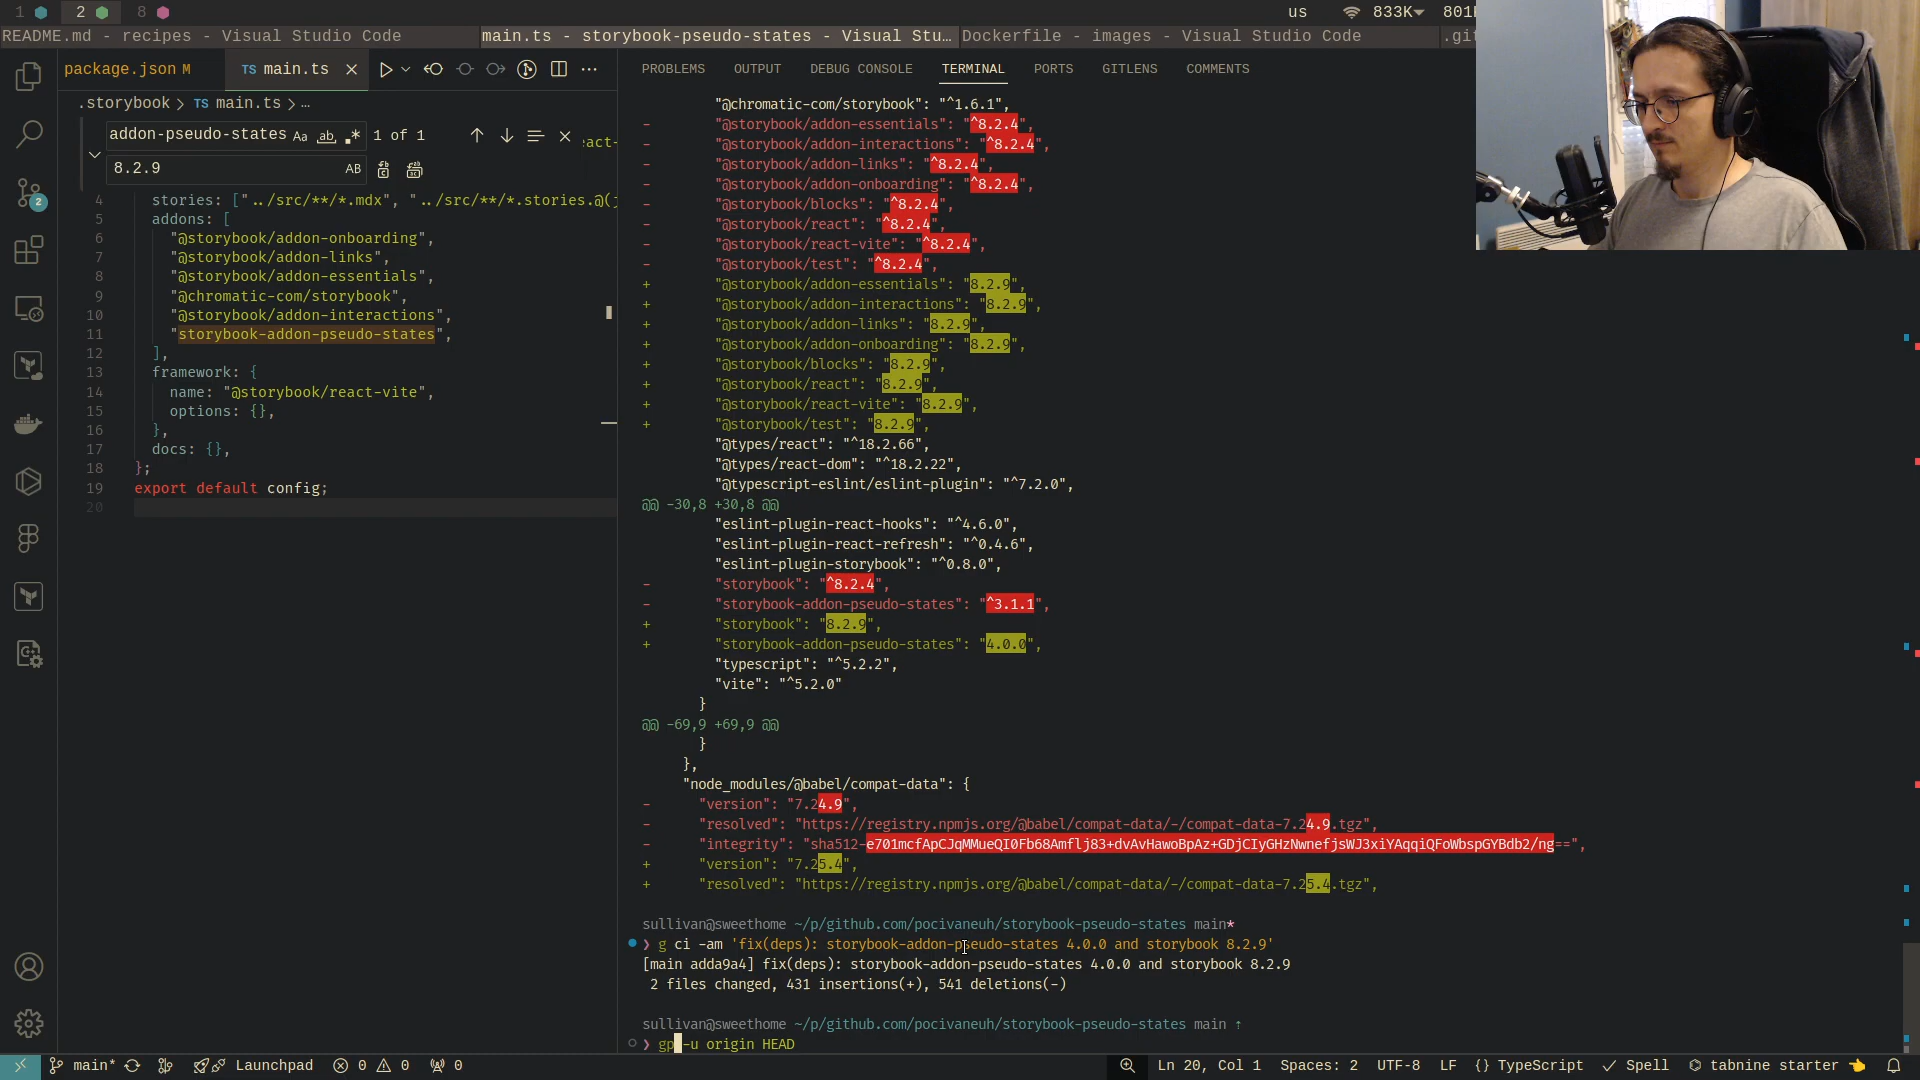 1 2 8 us 833K 801K
README.md - recipes - Visual Studio Code main.ts - storybook-pseudo-states - Visual Stu… Dockerfile - images - Visual Studio Code .git
package.json M TS main.ts
PROBLEMS OUTPUT DEBUG CONSOLE TERMINAL PORTS GITLENS COMMENTS
.storybook > TS main.ts > …
addon-pseudo-states Aa ab 1 of 1
eact-
8.2.9 AB
4 stories: ["../src/**/*.mdx", "../src/**/*.stories.@(j
5 addons: [
6 "@storybook/addon-onboarding",
7 "@storybook/addon-links",
8 "@storybook/addon-essentials",
9 "@chromatic-com/storybook",
10 "@storybook/addon-interactions",
11 "storybook-addon-pseudo-states",
12 ],
13 framework: {
14 name: "@storybook/react-vite",
15 options: {},
16 },
17 docs: {},
18 };
19 export default config;
20
2
"@chromatic-com/storybook": "^1.6.1",
- "@storybook/addon-essentials": "^8.2.4",
- "@storybook/addon-interactions": "^8.2.4",
- "@storybook/addon-links": "^8.2.4",
- "@storybook/addon-onboarding": "^8.2.4",
- "@storybook/blocks": "^8.2.4",
- "@storybook/react": "^8.2.4",
- "@storybook/react-vite": "^8.2.4",
- "@storybook/test": "^8.2.4",
+ "@storybook/addon-essentials": "8.2.9",
+ "@storybook/addon-interactions": "8.2.9",
+ "@storybook/addon-links": "8.2.9",
+ "@storybook/addon-onboarding": "8.2.9",
+ "@storybook/blocks": "8.2.9",
+ "@storybook/react": "8.2.9",
+ "@storybook/react-vite": "8.2.9",
+ "@storybook/test": "8.2.9",
"@types/react": "^18.2.66",
"@types/react-dom": "^18.2.22",
"@typescript-eslint/eslint-plugin": "^7.2.0",
@@ -30,8 +30,8 @@
"eslint-plugin-react-hooks": "^4.6.0",
"eslint-plugin-react-refresh": "^0.4.6",
"eslint-plugin-storybook": "^0.8.0",
- "storybook": "^8.2.4",
- "storybook-addon-pseudo-states": "^3.1.1",
+ "storybook": "8.2.9",
+ "storybook-addon-pseudo-states": "4.0.0",
"typescript": "^5.2.2",
"vite": "^5.2.0"
}
@@ -69,9 +69,9 @@
}
},
"node_modules/@babel/compat-data": {
- "version": "7.24.9",
- "resolved": "https://registry.npmjs.org/@babel/compat-data/-/compat-data-7.24.9.tgz",
- "integrity": "sha512-e701mcfApCJqMMueQI0Fb68Amflj83+dvAvHawoBpAz+GDjCIyGHzNwnefjsWJ3xiYAqqiQFoWbspGYBdb2/ng==",
+ "version": "7.25.4",
+ "resolved": "https://registry.npmjs.org/@babel/compat-data/-/compat-data-7.25.4.tgz",
sullivan@sweethome ~/p/github.com/pocivaneuh/storybook-pseudo-states main*
❯ g ci -am 'fix(deps): storybook-addon-pseudo-states 4.0.0 and storybook 8.2.9'
[main adda9a4] fix(deps): storybook-addon-pseudo-states 4.0.0 and storybook 8.2.9
2 files changed, 431 insertions(+), 541 deletions(-)
sullivan@sweethome ~/p/github.com/pocivaneuh/storybook-pseudo-states main ↑
❯ gp -u origin HEAD
main* Launchpad 0 0 0 Ln 20, Col 1 Spaces: 2 UTF-8 LF {} TypeScript ✓ Spell tabnine starter